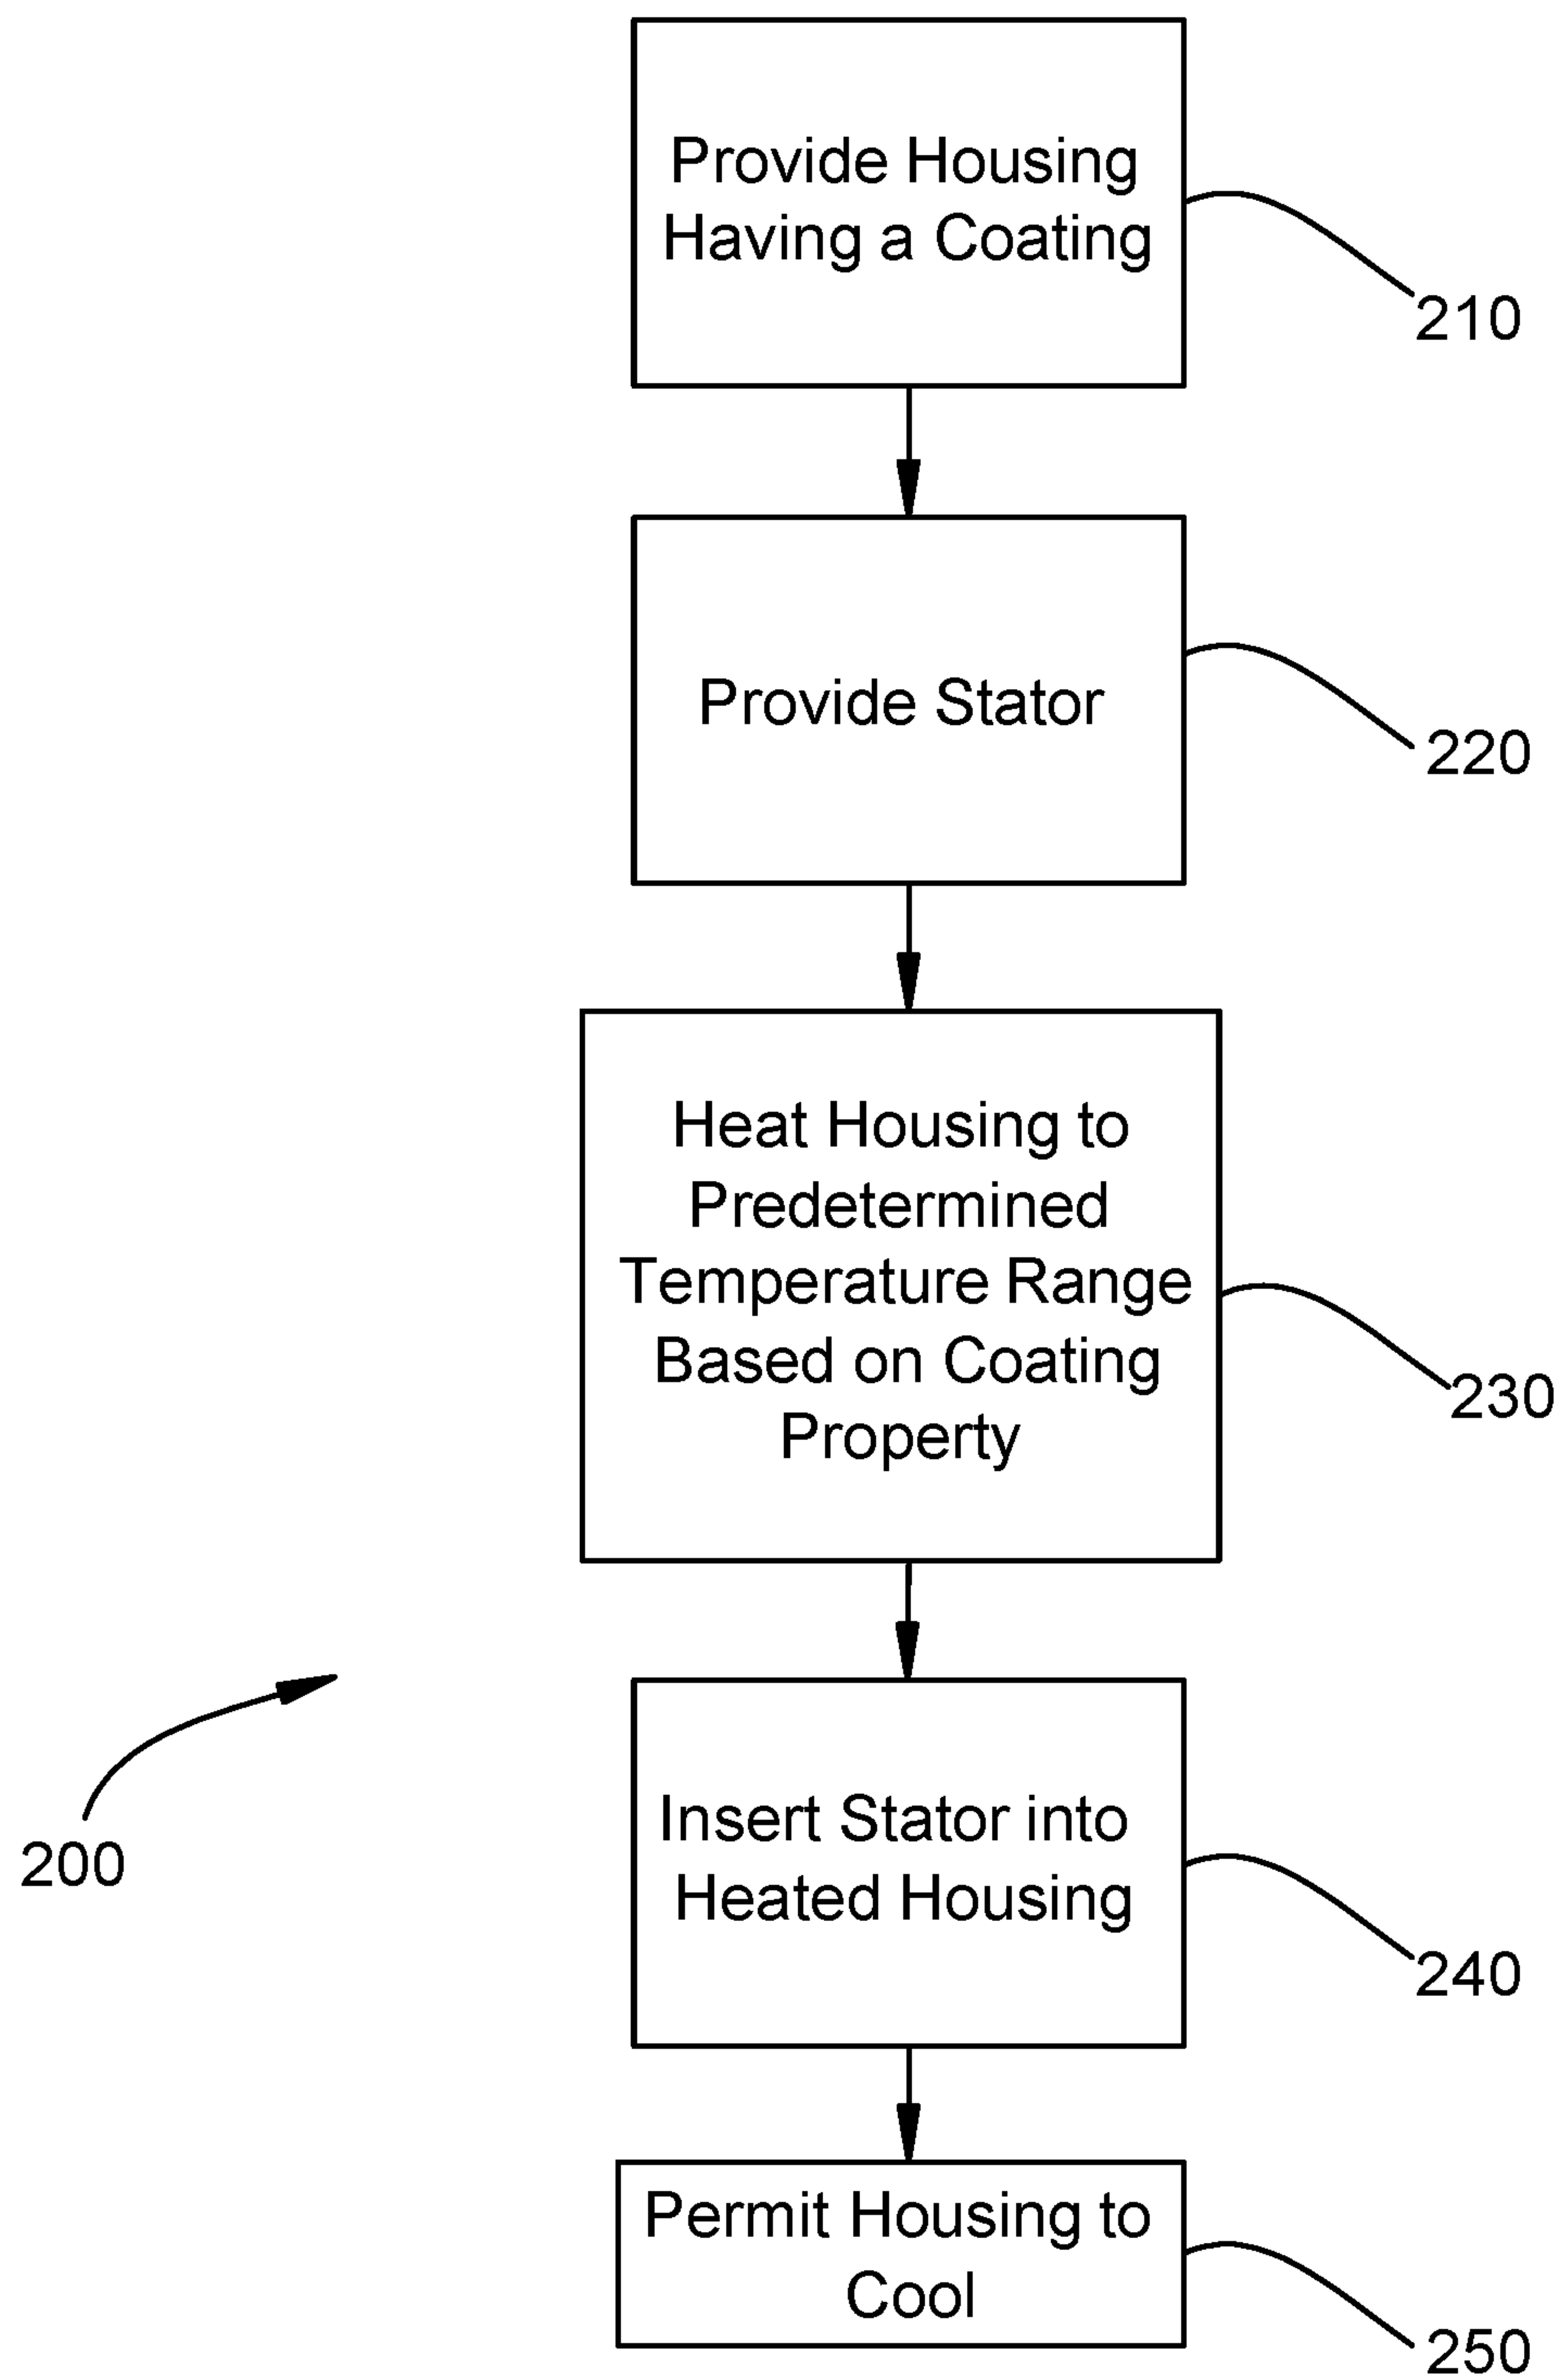 Provide Housing
Having a Coating
210
Provide Stator
220
Heat Housing to
Predetermined
Temperature Range
Based on Coating
Property
230
Insert Stator into
Heated Housing
200
240
Permit Housing to
Cool
250